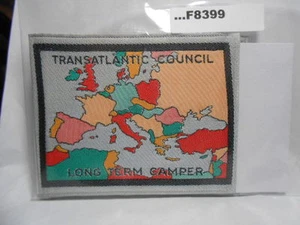 ...F8399
TRANSATLANTIC COUNCIL
LONG TERM CAMPER